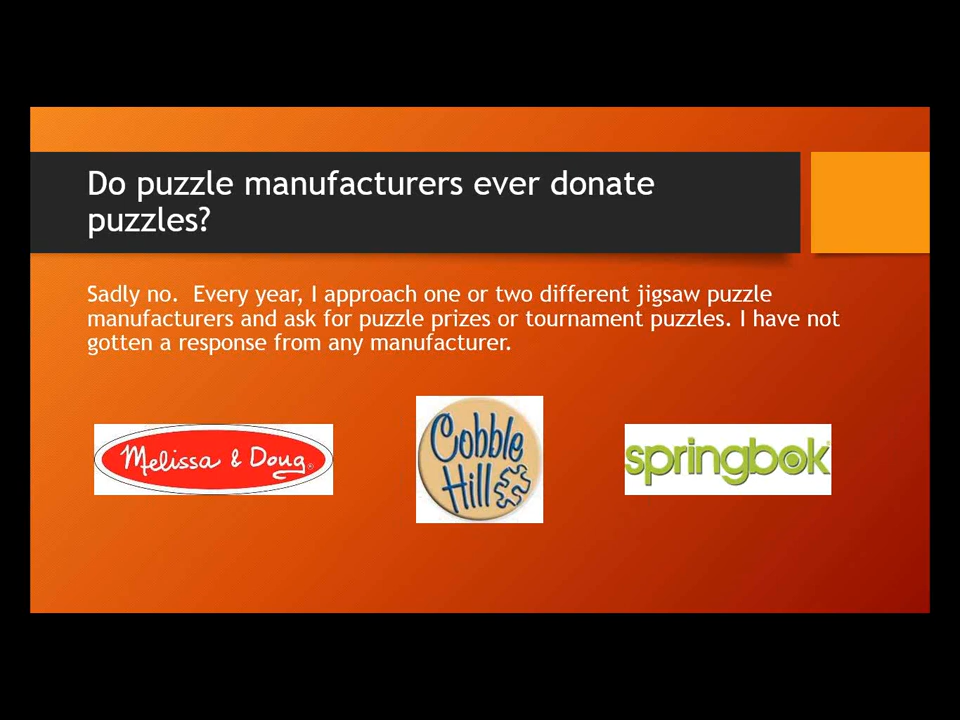 Do puzzle manufacturers ever donate
puzzles?
Sadly no.  Every year, I approach one or two different jigsaw puzzle
manufacturers and ask for puzzle prizes or tournament puzzles. I have not
gotten a response from any manufacturer.
Melissa & Doug®
Cobble
Hill
springbok